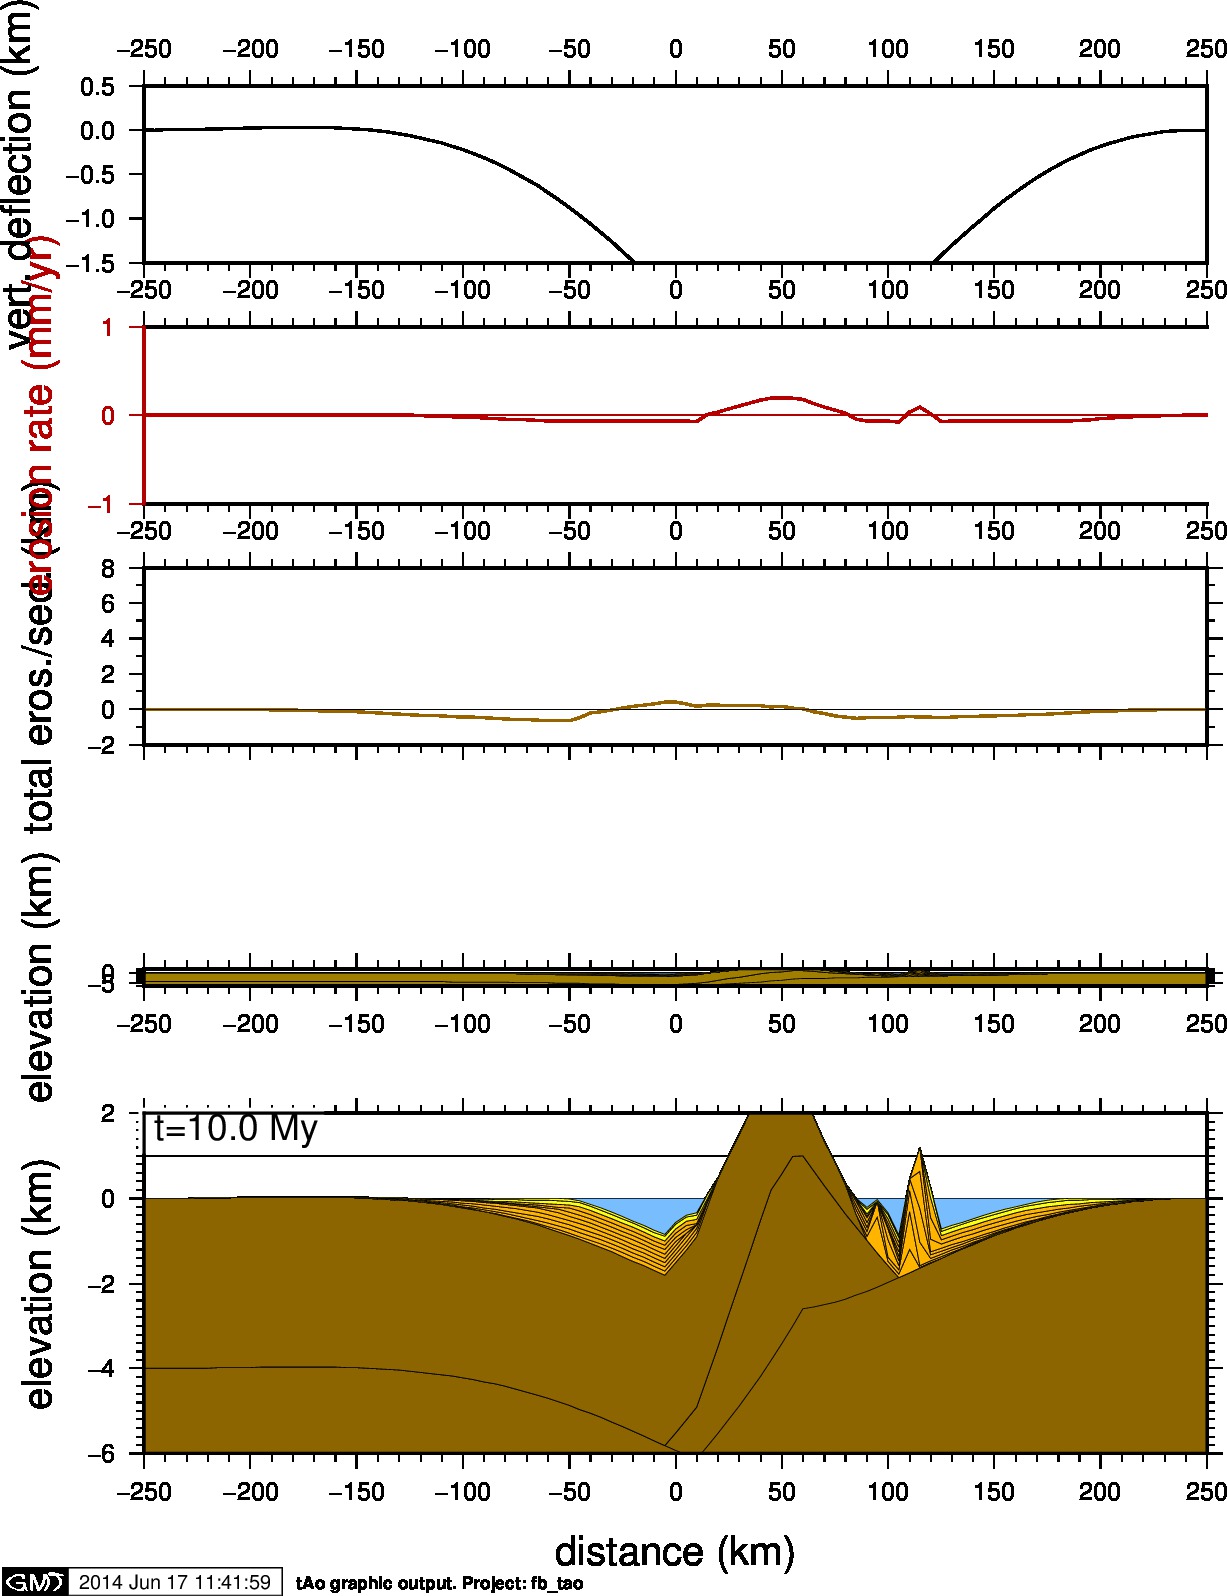 −250 −200 −150 −100 −50 0 50 100 150 200 250
vert. deflection (km)
0.5
0.0
−0.5
−1.0
−1.5
−250 −200 −150 −100 −50 0 50 100 150 200 250
erosion rate (mm/yr)
1
0
−1
−250 −200 −150 −100 −50 0 50 100 150 200 250
total eros./sed. (km)
8
6
4
2
0
−2
elevation (km)
0
−5
−250 −200 −150 −100 −50 0 50 100 150 200 250
elevation (km)
t=10.0 My
2
0
−2
−4
−6
−250 −200 −150 −100 −50 0 50 100 150 200 250
distance (km)
GMT 2014 Jun 17 11:41:59 tAo graphic output. Project: fb_tao